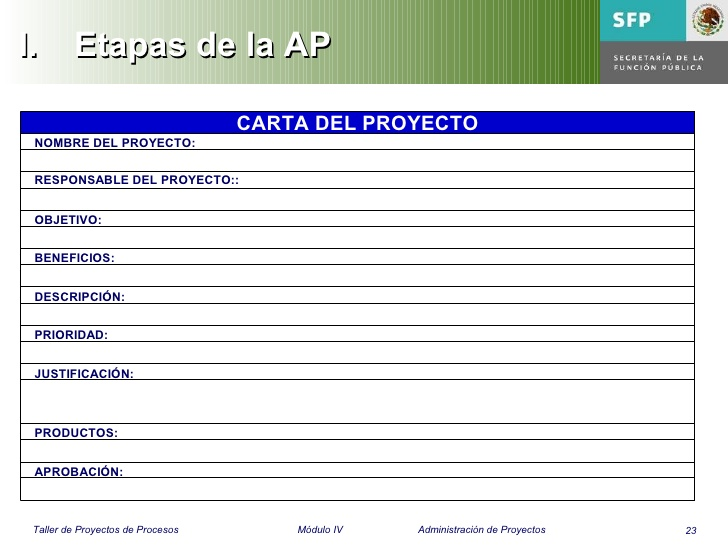 I. Etapas de la AP
SFP
SECRETARÍA DE LA
FUNCIÓN PÚBLICA
CARTA DEL PROYECTO
NOMBRE DEL PROYECTO:
RESPONSABLE DEL PROYECTO::
OBJETIVO:
BENEFICIOS:
DESCRIPCIÓN:
PRIORIDAD:
JUSTIFICACIÓN:
PRODUCTOS:
APROBACIÓN:
Taller de Proyectos de Procesos Módulo IV Administración de Proyectos 23